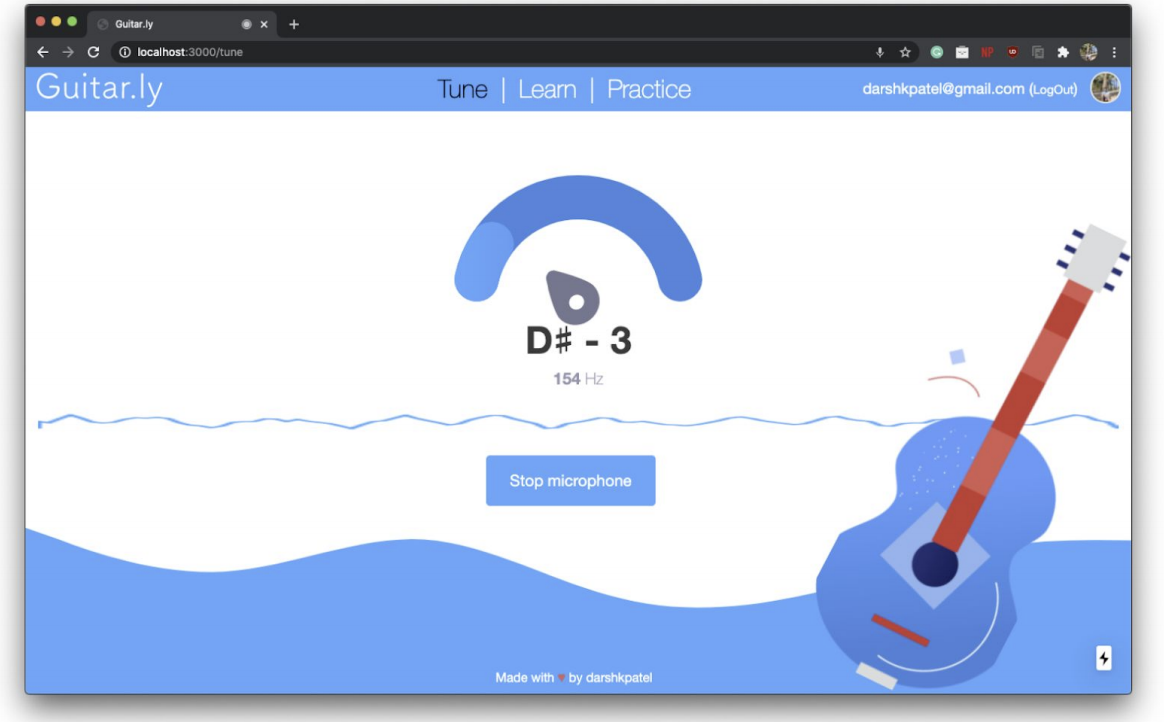 Guitar.ly
localhost:3000/tune
NP
Guitar.ly
Tune | Learn | Practice
darshkpatel@gmail.com (LogOut)
D♯ - 3
154 Hz
Stop microphone
Made with ♥ by darshkpatel